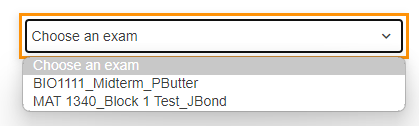 Choose an exam
Choose an exam
BIO1111_Midterm_PButter
MAT 1340_Block 1 Test_JBond